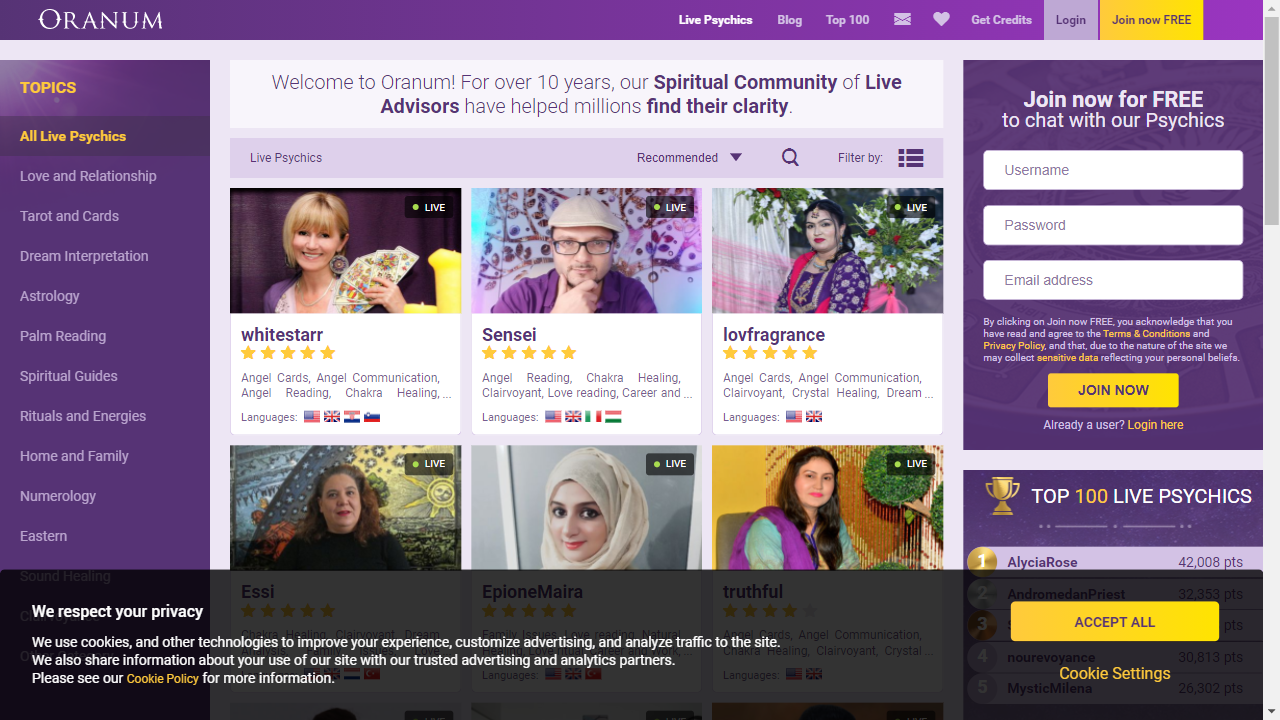 ORANUM
Live Psychics
Blog
Top 100
Get Credits
Login
Join now FREE
TOPICS
All Live Psychics
Love and Relationship
Tarot and Cards
Dream Interpretation
Astrology
Palm Reading
Spiritual Guides
Rituals and Energies
Home and Family
Numerology
Eastern
Sound Healing
Welcome to Oranum! For over 10 years, our Spiritual Community of Live
Advisors have helped millions find their clarity.
Live Psychics
Recommended
Filter by:
LIVE
whitestarr
Angel Cards, Angel Communication,
Angel Reading, Chakra Healing, ...
Languages:
LIVE
Sensei
Angel Reading, Chakra Healing,
Clairvoyant, Love reading, Career and ...
Languages:
LIVE
lovfragrance
Angel Cards, Angel Communication,
Clairvoyant, Crystal Healing, Dream ...
Languages:
LIVE
Essi
Chakra Healing, Clairvoyant, Dream
LIVE
EpioneMaira
Family Issues, Love reading, Natural
LIVE
truthful
Angel Cards, Angel Communication,
Chakra Healing, Clairvoyant, Crystal ...
Languages:
LIVE
LIVE
LIVE
Join now for FREE
to chat with our Psychics
Username
Password
Email address
By clicking on Join now FREE, you acknowledge that you
have read and agree to the Terms & Conditions and
Privacy Policy, and that, due to the nature of the site we
may collect sensitive data reflecting your personal beliefs.
JOIN NOW
Already a user? Login here
TOP 100 LIVE PSYCHICS
1 AlyciaRose 42,008 pts
2 AndromedanPriest 32,353 pts
3
4 nourevoyance 30,813 pts
5 MysticMilena 26,302 pts
We respect your privacy
We use cookies, and other technologies to improve your experience, customize advertising, and analyze traffic to the site.
We also share information about your use of our site with our trusted advertising and analytics partners.
Please see our Cookie Policy for more information.
ACCEPT ALL
Cookie Settings